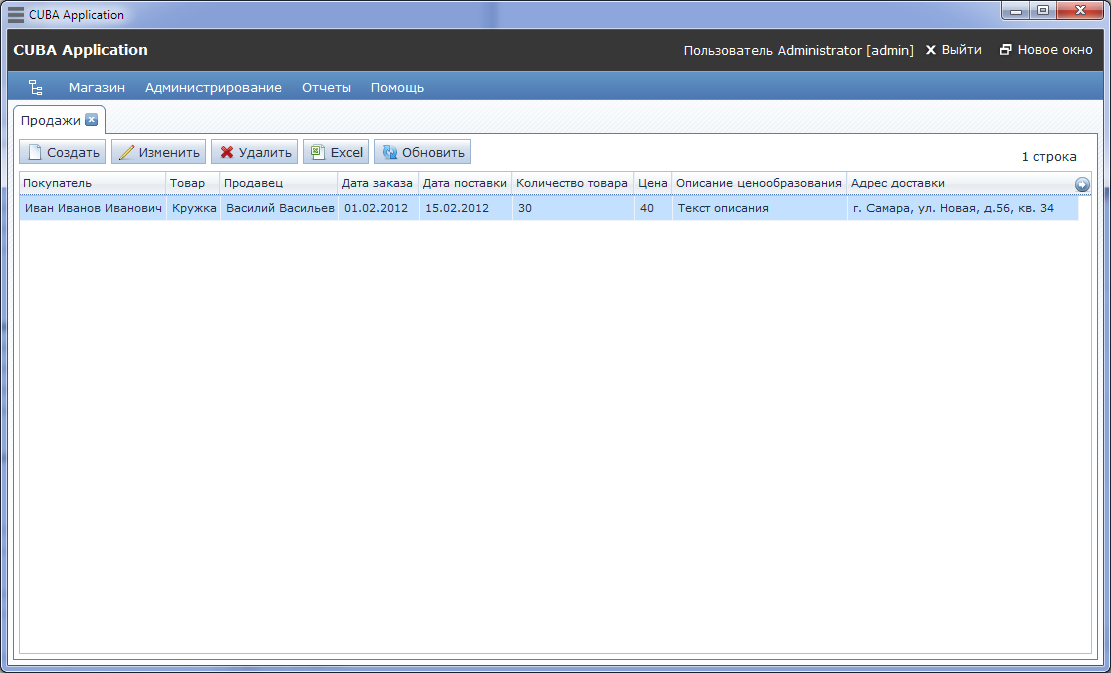 CUBA Application
CUBA Application Пользователь Administrator [admin] Выйти Новое окно
Магазин Администрирование Отчеты Помощь
Продажи
Создать Изменить Удалить Excel Обновить 1 строка
Покупатель Товар Продавец Дата заказа Дата поставки Количество товара Цена Описание ценообразования Адрес доставки
Иван Иванов Иванович Кружка Василий Васильев 01.02.2012 15.02.2012 30 40 Текст описания г. Самара, ул. Новая, д.56, кв. 34